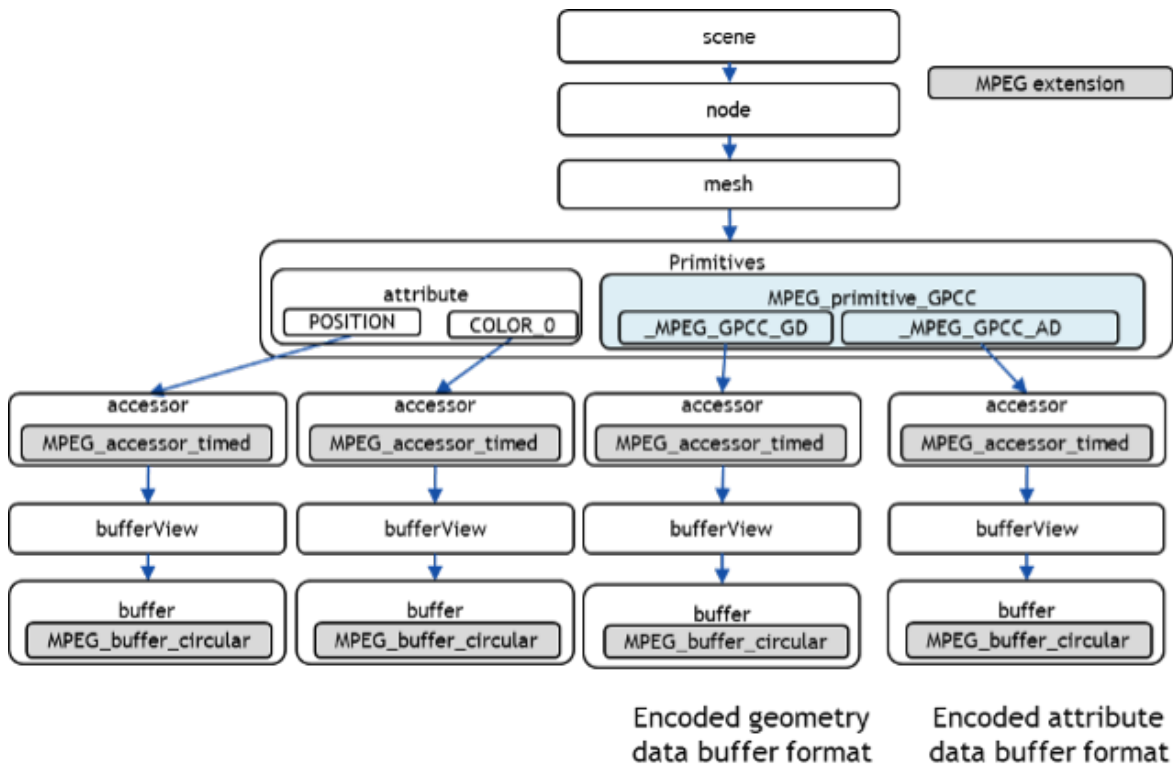 scene
MPEG extension
node
mesh
Primitives
attribute
MPEG_primitive_GPCC
POSITION
COLOR_0
_MPEG_GPCC_GD
_MPEG_GPCC_AD
accessor
accessor
accessor
accessor
MPEG_accessor_timed
MPEG_accessor_timed
MPEG_accessor_timed
MPEG_accessor_timed
bufferView
bufferView
bufferView
bufferView
buffer
buffer
buffer
buffer
MPEG_buffer_circular
MPEG_buffer_circular
MPEG_buffer_circular
MPEG_buffer_circular
Encoded geometry
data buffer format
Encoded attribute
data buffer format